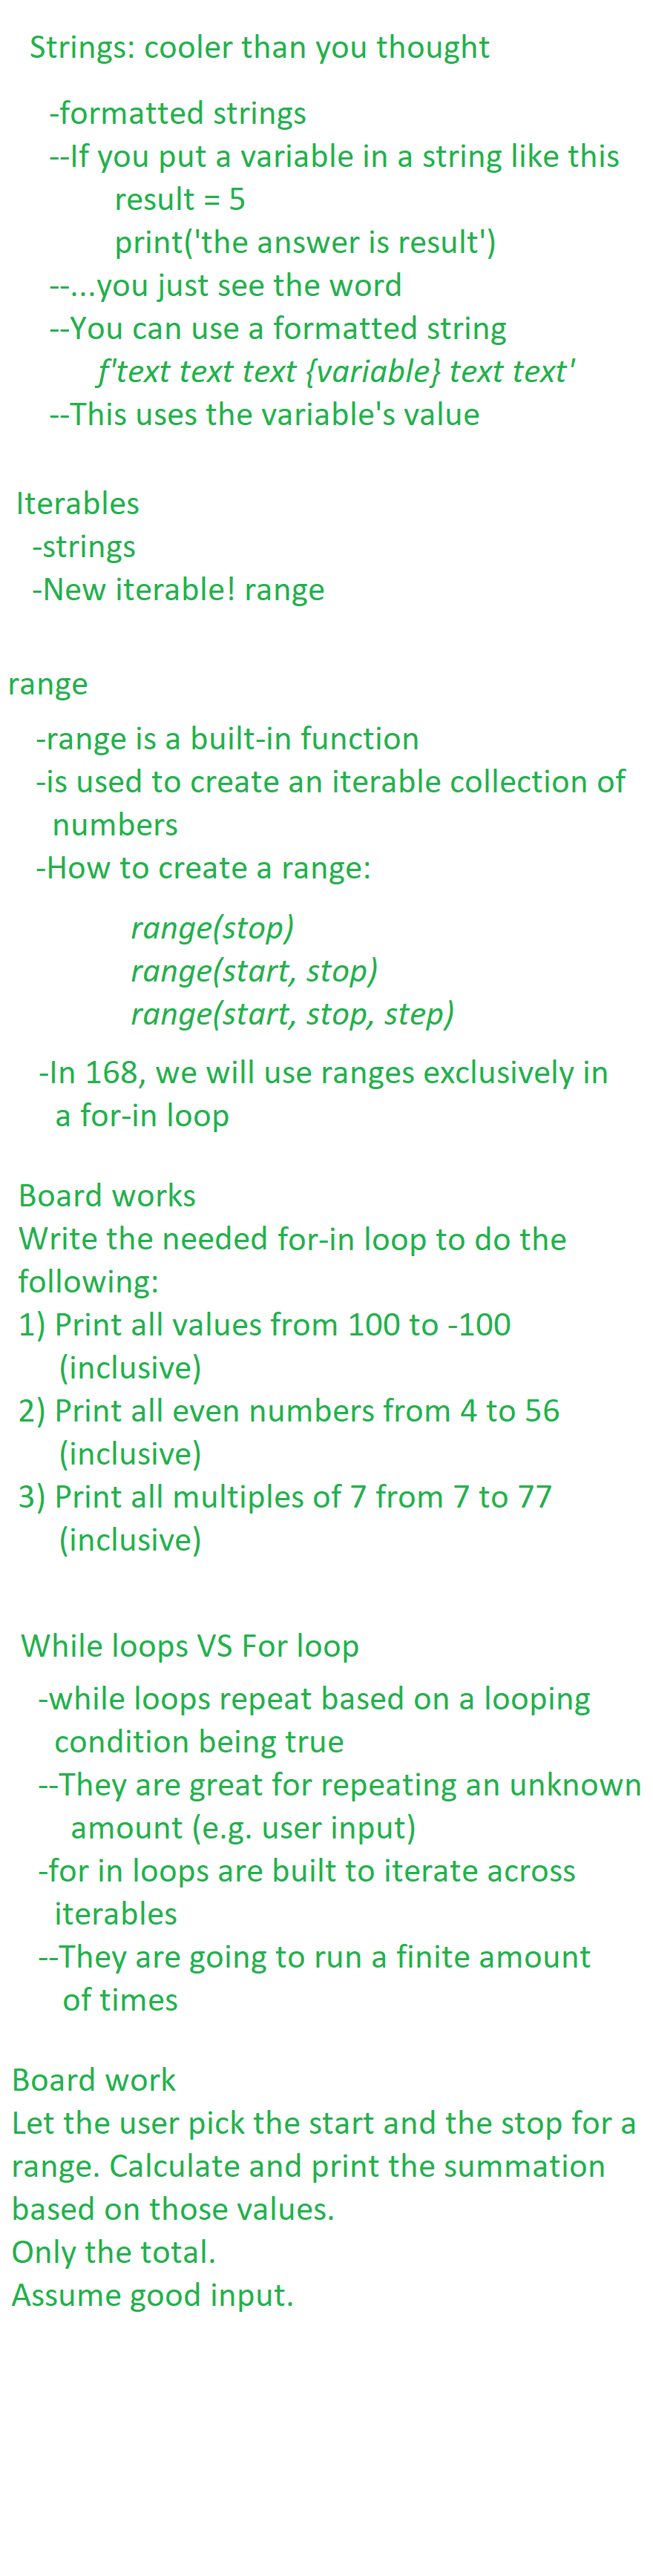 Strings: cooler than you thought
-formatted strings
--If you put a variable in a string like this
result = 5
print('the answer is result')
--...you just see the word
--You can use a formatted string
f'text text text {variable} text text'
--This uses the variable's value
Iterables
-strings
-New iterable! range
range
-range is a built-in function
-is used to create an iterable collection of
numbers
-How to create a range:
range(stop)
range(start, stop)
range(start, stop, step)
-In 168, we will use ranges exclusively in
a for-in loop
Board works
Write the needed for-in loop to do the
following:
1) Print all values from 100 to -100
(inclusive)
2) Print all even numbers from 4 to 56
(inclusive)
3) Print all multiples of 7 from 7 to 77
(inclusive)
While loops VS For loop
-while loops repeat based on a looping
condition being true
--They are great for repeating an unknown
amount (e.g. user input)
-for in loops are built to iterate across
iterables
--They are going to run a finite amount
of times
Board work
Let the user pick the start and the stop for a
range. Calculate and print the summation
based on those values.
Only the total.
Assume good input.